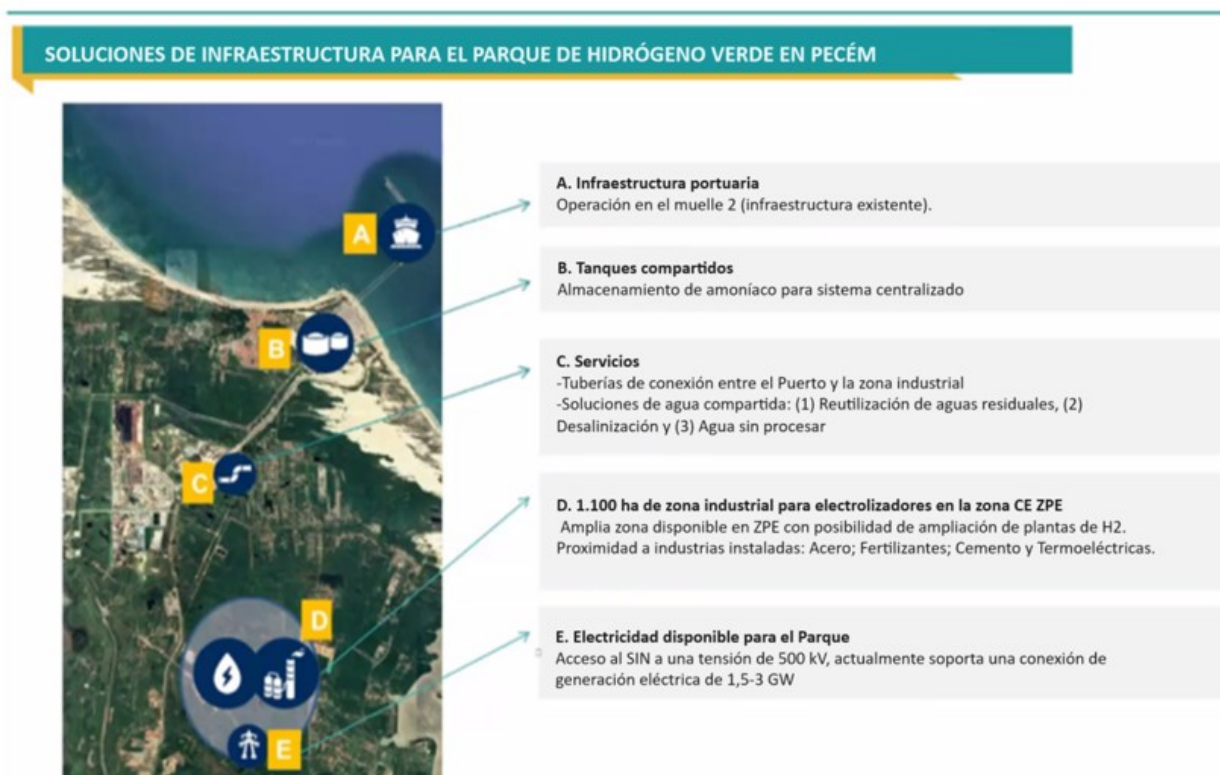 SOLUCIONES DE INFRAESTRUCTURA PARA EL PARQUE DE HIDRÓGENO VERDE EN PECÉM
A
A. Infraestructura portuaria
Operación en el muelle 2 (infraestructura existente).
B
B. Tanques compartidos
Almacenamiento de amoníaco para sistema centralizado
C
C. Servicios
-Tuberías de conexión entre el Puerto y la zona industrial
-Soluciones de agua compartida: (1) Reutilización de aguas residuales, (2)
Desalinización y (3) Agua sin procesar
D
D. 1.100 ha de zona industrial para electrolizadores en la zona CE ZPE
Amplia zona disponible en ZPE con posibilidad de ampliación de plantas de H2.
Proximidad a industrias instaladas: Acero; Fertilizantes; Cemento y Termoeléctricas.
E
E. Electricidad disponible para el Parque
Acceso al SIN a una tensión de 500 kV, actualmente soporta una conexión de
generación eléctrica de 1,5-3 GW